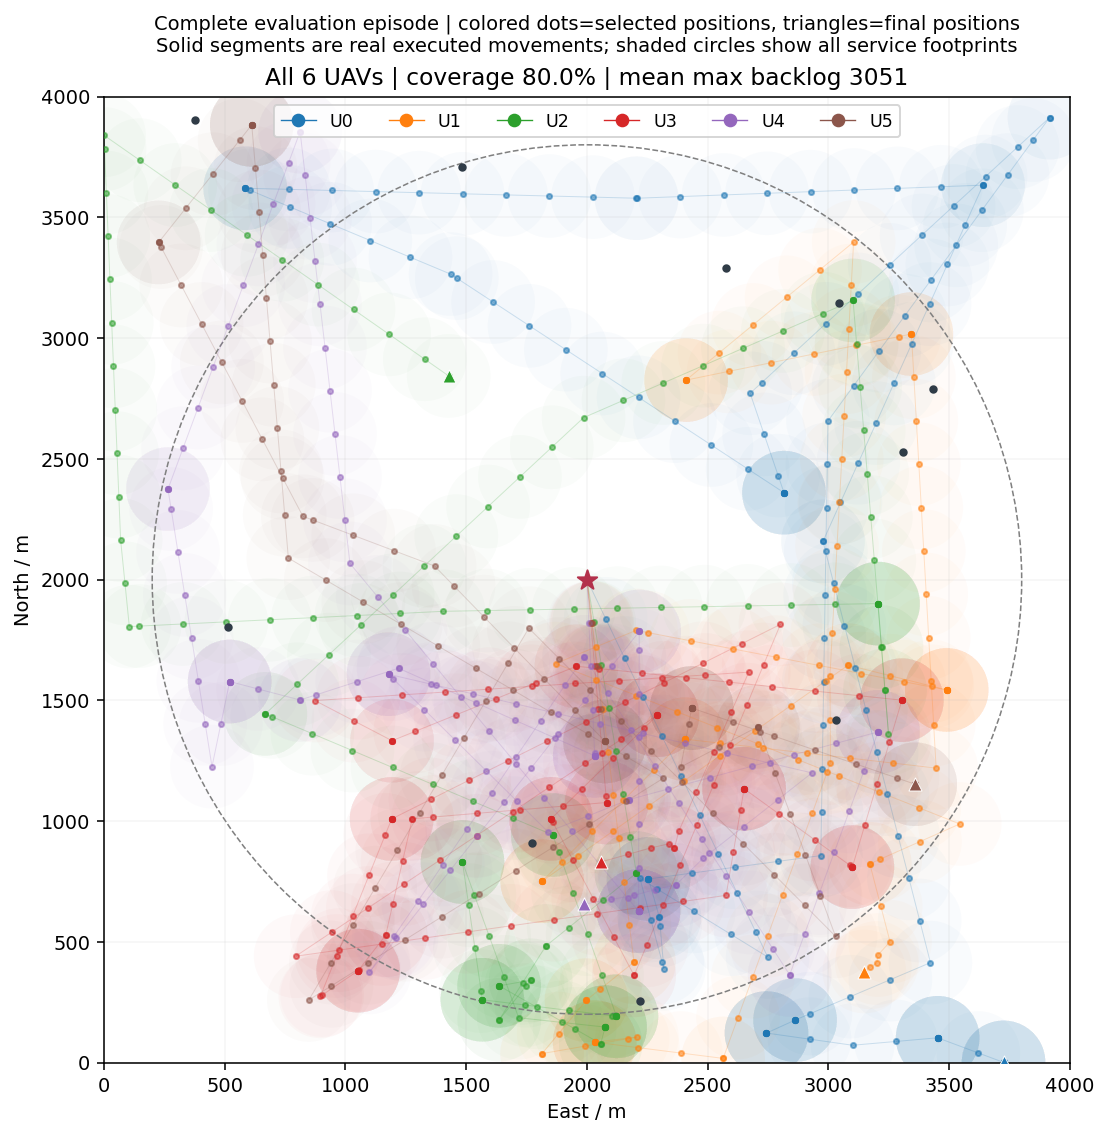 Complete evaluation episode | colored dots=selected positions, triangles=final positions
Solid segments are real executed movements; shaded circles show all service footprints
All 6 UAVs | coverage 80.0% | mean max backlog 3051
U0 U1 U2 U3 U4 U5
4000
3500
3000
2500
2000
1500
1000
500
0
North / m
0 500 1000 1500 2000 2500 3000 3500 4000
East / m